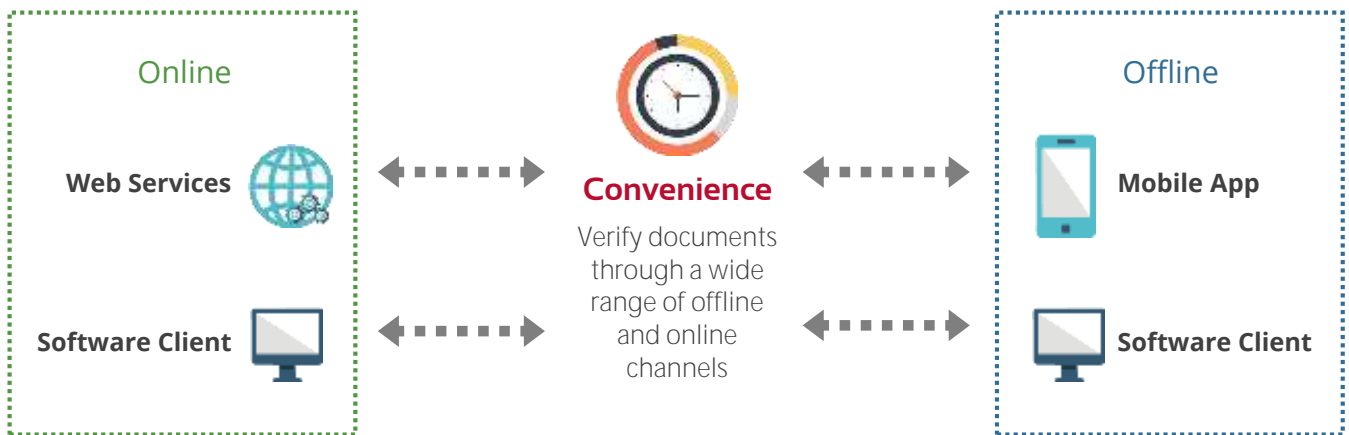 Online
Web Services
Software Client
Convenience
Verify documents
through a wide
range of offline
and online
channels
Offline
Mobile App
Software Client